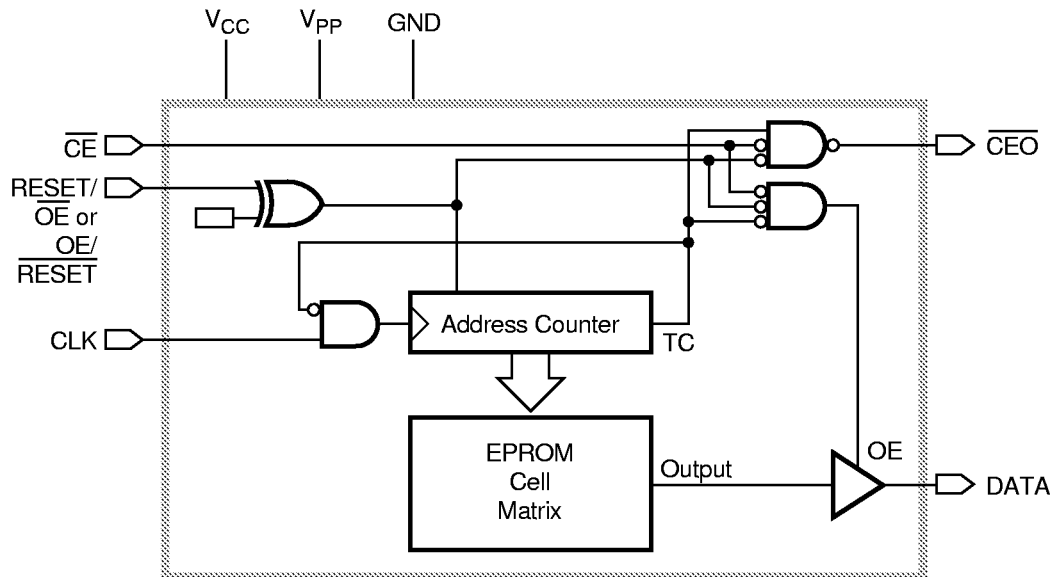 VCC
VPP
GND
CE
CEO
RESET/
OE or
OE/
RESET
CLK
Address Counter
TC
EPROM
Cell
Matrix
Output
OE
DATA